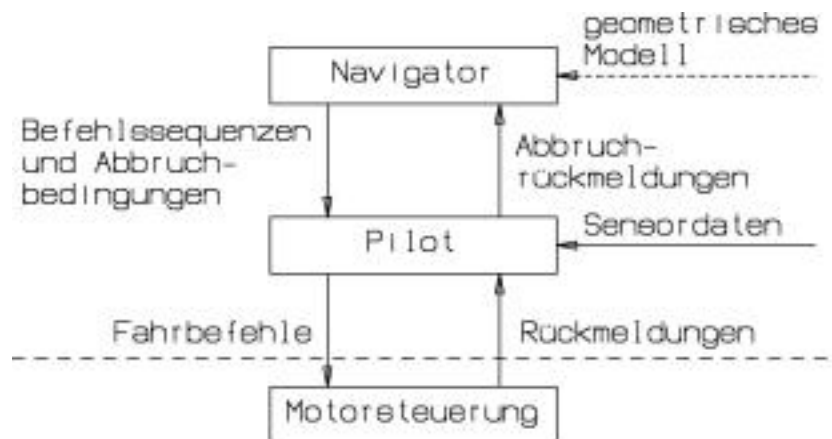 geometrisches
Modell
Navigator
Befehlssequenzen
und Abbruch-
bedingungen
Abbruch-
rückmeldungen
Pilot
Sensordaten
Fahrbefehle
Rückmeldungen
Motorsteuerung